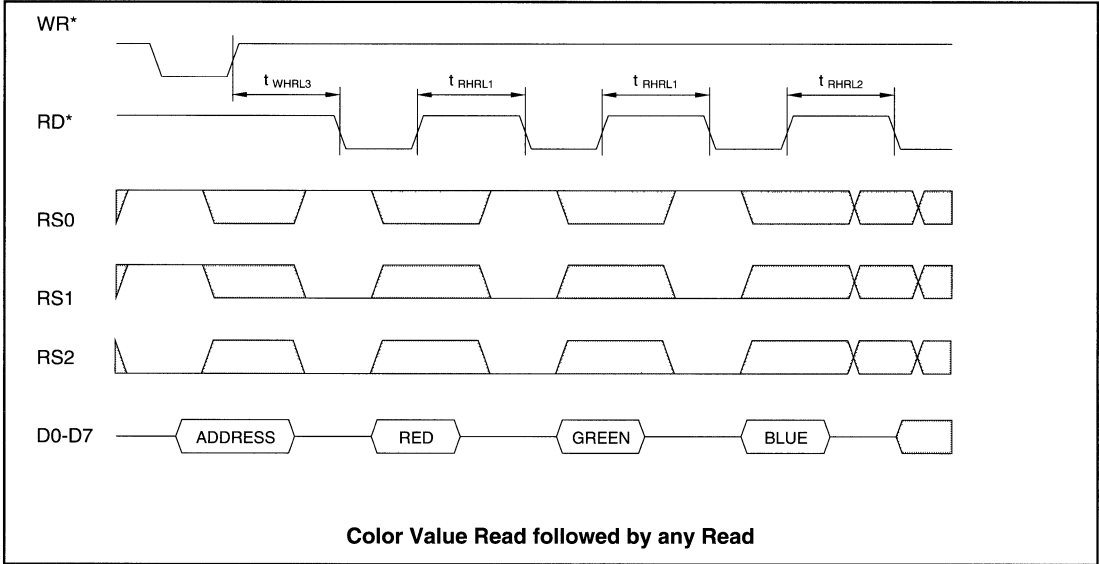 WR*
t WHRL3 t RHRL1 t RHRL1 t RHRL2
RD*
RS0
RS1
RS2
D0-D7 ADDRESS RED GREEN BLUE
Color Value Read followed by any Read